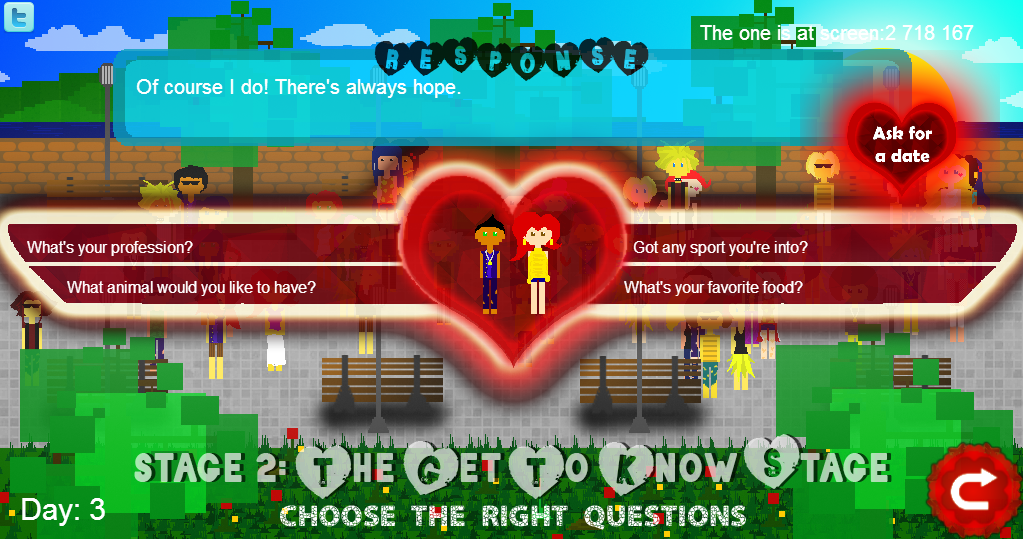 The one is at screen:2 718 167
RESPONSE
Of course I do! There's always hope.
Ask for
a date
What's your profession?
Got any sport you're into?
What animal would you like to have?
What's your favorite food?
STAGE 2: THE GET TO KNOW STAGE
Day: 3
CHOOSE THE RIGHT QUESTIONS